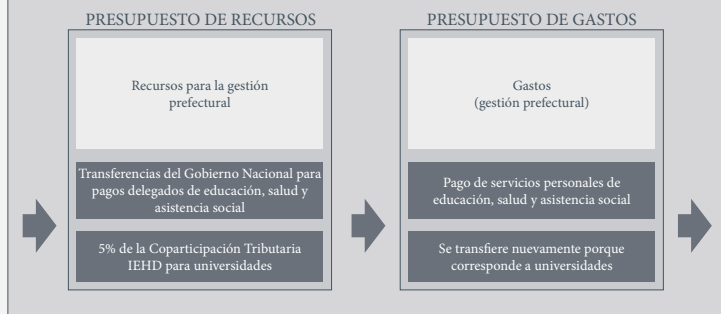 PRESUPUESTO DE RECURSOS
Recursos para la gestión
prefectural
Transferencias del Gobierno Nacional para
pagos delegados de educación, salud y
asistencia social
5% de la Coparticipación Tributaria
IEHD para universidades
PRESUPUESTO DE GASTOS
Gastos
(gestión prefectural)
Pago de servicios personales de
educación, salud y asistencia social
Se transfiere nuevamente porque
corresponde a universidades